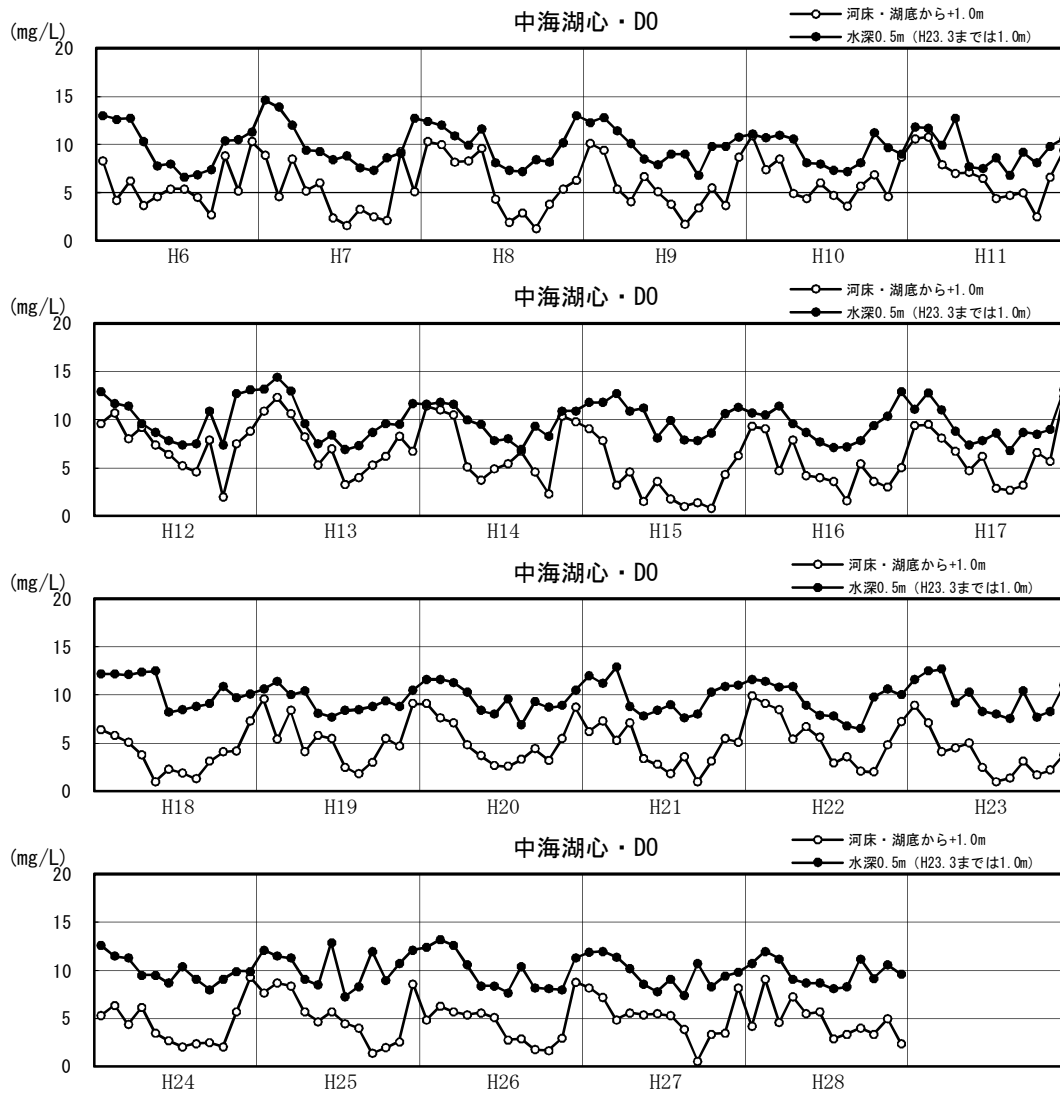 中海湖心・DO
(mg/L)
河床・湖底から+1.0m
水深0.5m (H23.3までは1.0m)
20
15
10
5
0
H6 H7 H8 H9 H10 H11
中海湖心・DO
(mg/L)
河床・湖底から+1.0m
水深0.5m (H23.3までは1.0m)
20
15
10
5
0
H12 H13 H14 H15 H16 H17
中海湖心・DO
(mg/L)
河床・湖底から+1.0m
水深0.5m (H23.3までは1.0m)
20
15
10
5
0
H18 H19 H20 H21 H22 H23
中海湖心・DO
(mg/L)
河床・湖底から+1.0m
水深0.5m (H23.3までは1.0m)
20
15
10
5
0
H24 H25 H26 H27 H28